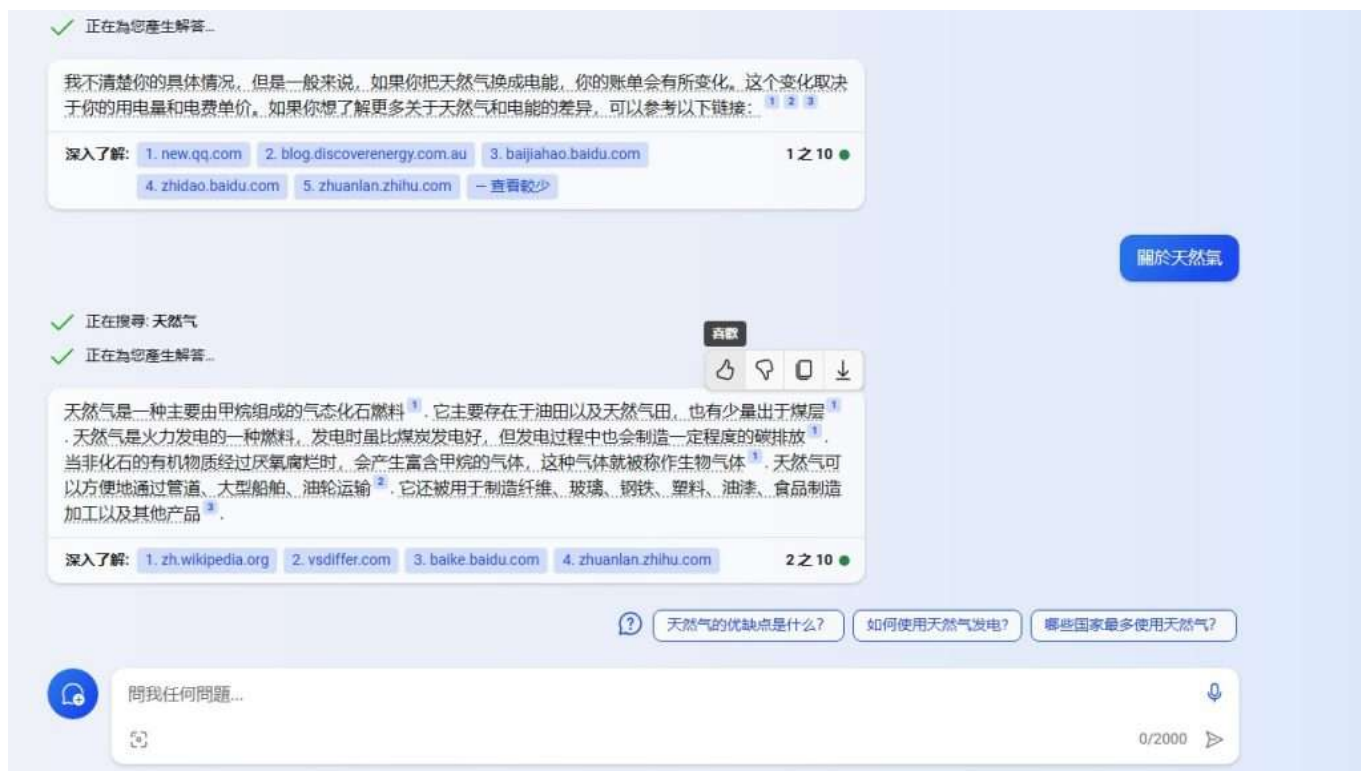 正在為您產生解答...
我不清楚你的具体情况，但是一般来说，如果你把天然气换成电能，你的账单会有所变化。这个变化取决
于你的用电量和电费单价。如果你想了解更多关于天然气和电能的差异，可以参考以下链接： 1 2 3
深入了解: 1. new.qq.com 2. blog.discoverenergy.com.au 3. baijiahao.baidu.com 1 之 10
4. zhidao.baidu.com 5. zhuanlan.zhihu.com — 查看較少
關於天然氣
正在搜尋: 天然气
正在為您產生解答...
喜歡
天然气是一种主要由甲烷组成的气态化石燃料 1 . 它主要存在于油田以及天然气田，也有少量出于煤层 1
. 天然气是火力发电的一种燃料，发电时虽比煤炭发电好，但发电过程中也会制造一定程度的碳排放 1 .
当非化石的有机物质经过厌氧腐烂时，会产生富含甲烷的气体，这种气体就被称作生物气体 1 . 天然气可
以方便地通过管道、大型船舶、油轮运输 2 . 它还被用于制造纤维、玻璃、钢铁、塑料、油漆、食品制造
加工以及其他产品 3 .
深入了解: 1. zh.wikipedia.org 2. vsdiffer.com 3. baike.baidu.com 4. zhuanlan.zhihu.com 2 之 10
天然气的优缺点是什么? 如何使用天然气发电? 哪些国家最多使用天然气?
問我任何問題...
0/2000